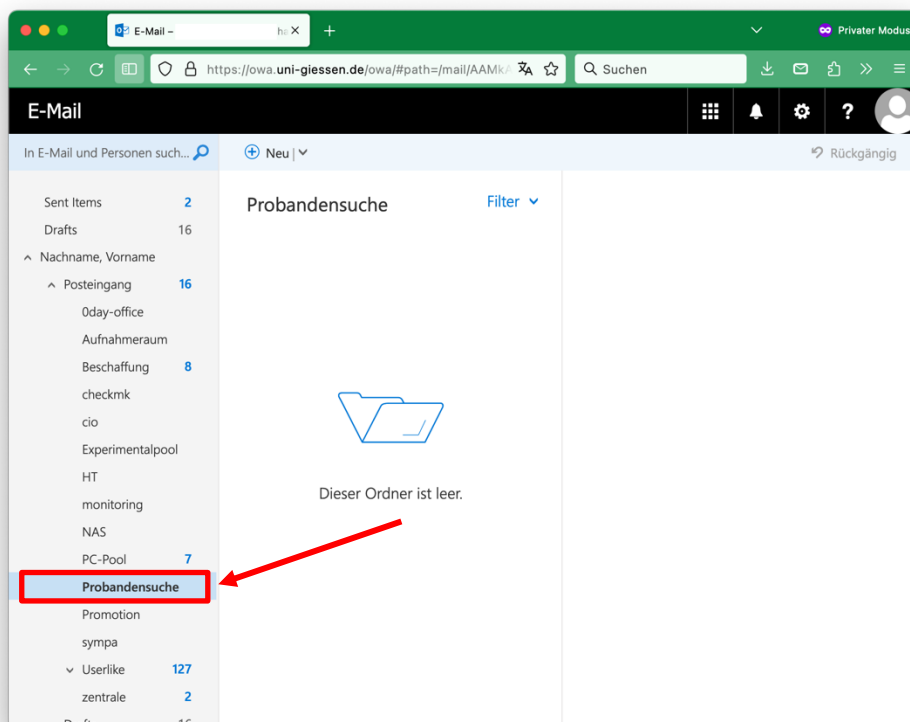 E-Mail –
Privater Modus
https://owa.uni-giessen.de/owa/#path=/mail/AAMkA
Suchen
E-Mail
In E-Mail und Personen such...
Neu
Rückgängig
Sent Items 2
Drafts 16
Nachname, Vorname
Posteingang 16
0day-office
Aufnahmeraum
Beschaffung 8
checkmk
cio
Experimentalpool
HT
monitoring
NAS
PC-Pool 7
Probandensuche
Promotion
sympa
Userlike 127
zentrale 2
Probandensuche
Filter
Dieser Ordner ist leer.